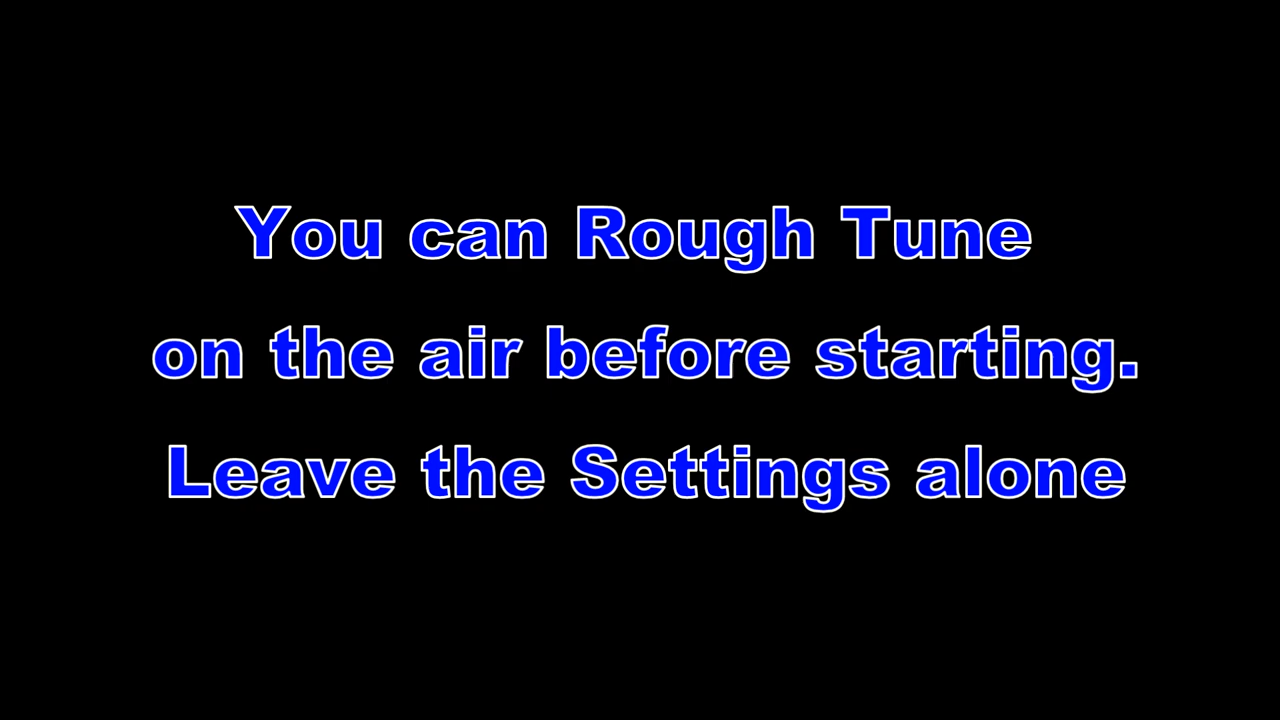 You can Rough Tune
on the air before starting.
Leave the Settings alone